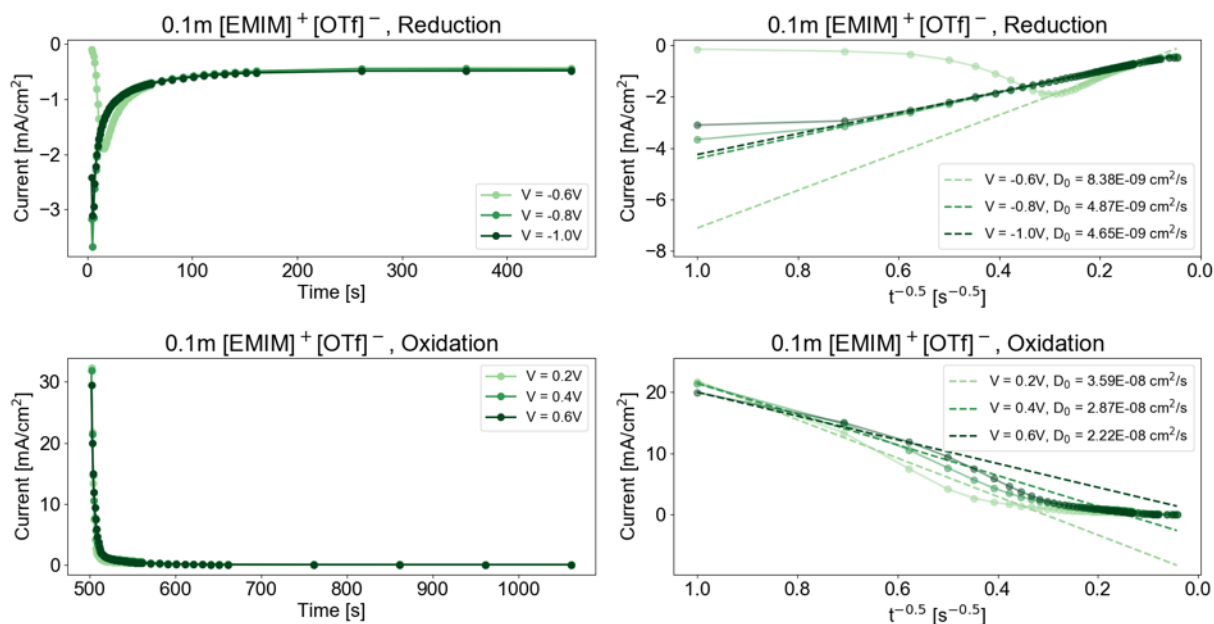 0.1m [EMIM]⁺[OTf]⁻, Reduction
Current [mA/cm²]
0
−1
−2
−3
V = -0.6V
V = -0.8V
V = -1.0V
0 100 200 300 400
Time [s]
0.1m [EMIM]⁺[OTf]⁻, Reduction
Current [mA/cm²]
0
−2
−4
−6
−8
V = -0.6V, D₀ = 8.38E-09 cm²/s
V = -0.8V, D₀ = 4.87E-09 cm²/s
V = -1.0V, D₀ = 4.65E-09 cm²/s
1.0 0.8 0.6 0.4 0.2 0.0
t⁻⁰·⁵ [s⁻⁰·⁵]
0.1m [EMIM]⁺[OTf]⁻, Oxidation
Current [mA/cm²]
30
20
10
0
V = 0.2V
V = 0.4V
V = 0.6V
500 600 700 800 900 1000
Time [s]
0.1m [EMIM]⁺[OTf]⁻, Oxidation
Current [mA/cm²]
20
10
0
V = 0.2V, D₀ = 3.59E-08 cm²/s
V = 0.4V, D₀ = 2.87E-08 cm²/s
V = 0.6V, D₀ = 2.22E-08 cm²/s
1.0 0.8 0.6 0.4 0.2 0.0
t⁻⁰·⁵ [s⁻⁰·⁵]